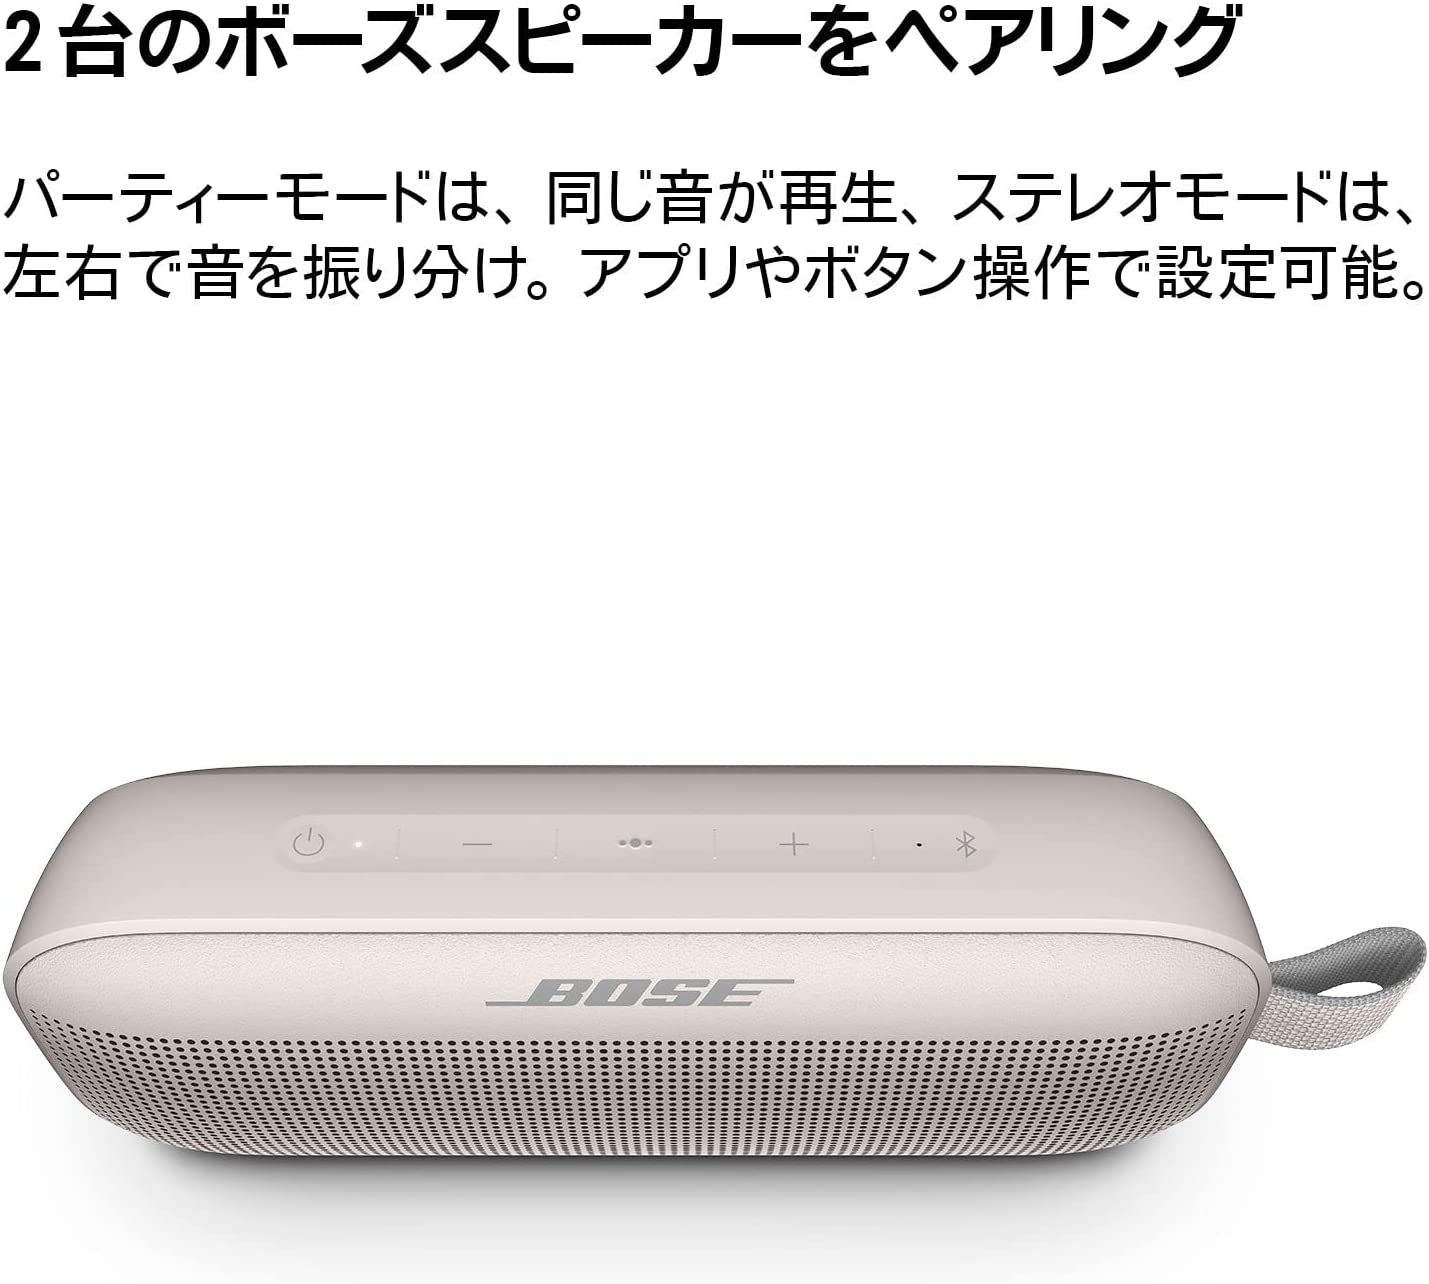 2台のボーズスピーカーをペアリング
パーティーモードは、同じ音が再生、ステレオモードは、
左右で音を振り分け。アプリやボタン操作で設定可能。
BOSE